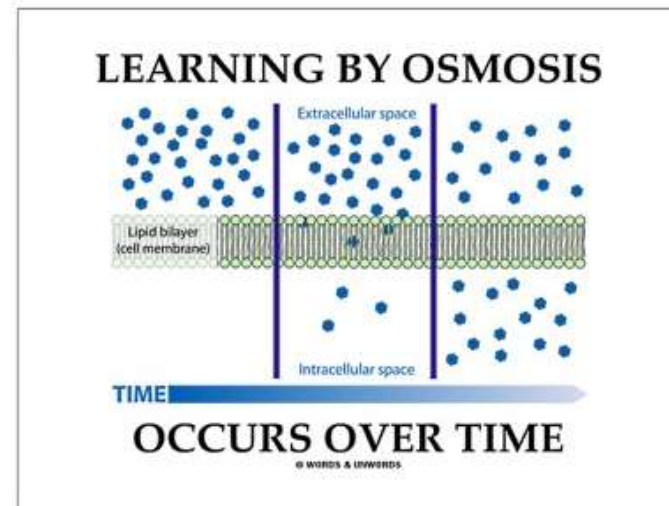 LEARNING BY OSMOSIS
Extracellular space
Lipid bilayer
(cell membrane)
Intracellular space
TIME
OCCURS OVER TIME
© WORDS & UNWORDS